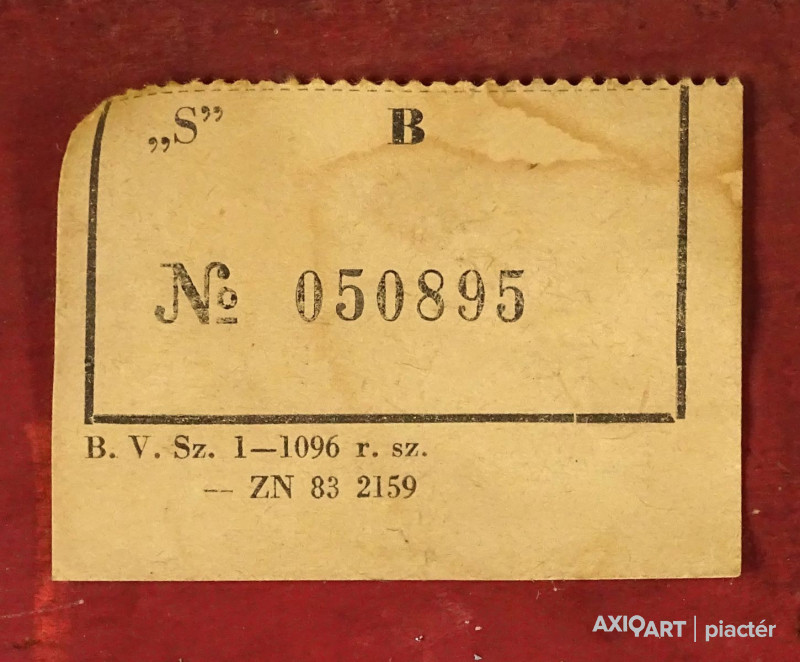 „S” B
№ 050895
B. V. Sz. 1—1096 r. sz.
— ZN 83 2159
AXIOART | piactér